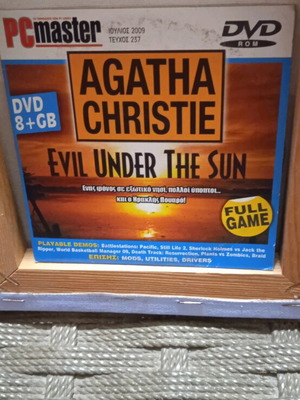 PCmaster
ΙΟΥΛΙΟΣ 2009
ΤΕΥΧΟΣ 237
DVD
ROM
AGATHA
CHRISTIE
DVD
8+GB
EVIL UNDER THE SUN
Ένας φόνος σε εξωτικό νησί, πολλοί ύποπτοι...
και ο Ηρακλής Πουαρό!
FULL
GAME
PLAYABLE DEMOS: Battlestations: Pacific, Still Life 2, Sherlock Holmes vs Jack the
Ripper, World Basketball Manager 09, Death Track: Resurrection, Plants vs Zombies, Braid
ΕΠΙΣΗΣ: MODS, UTILITIES, DRIVERS